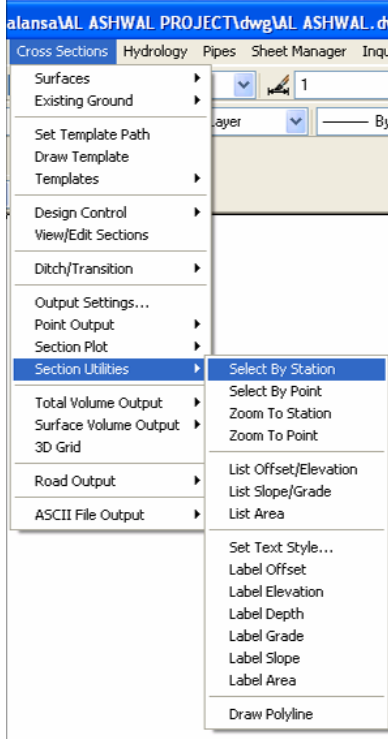 alansa\AL ASHWAL PROJECT\dwg\AL ASHWAL.d
Cross Sections Hydrology Pipes Sheet Manager Inqu
1
ayer By
Surfaces
Existing Ground
Set Template Path
Draw Template
Templates
Design Control
View/Edit Sections
Ditch/Transition
Output Settings...
Point Output
Section Plot
Section Utilities
Total Volume Output
Surface Volume Output
3D Grid
Road Output
ASCII File Output
Select By Station
Select By Point
Zoom To Station
Zoom To Point
List Offset/Elevation
List Slope/Grade
List Area
Set Text Style...
Label Offset
Label Elevation
Label Depth
Label Grade
Label Slope
Label Area
Draw Polyline